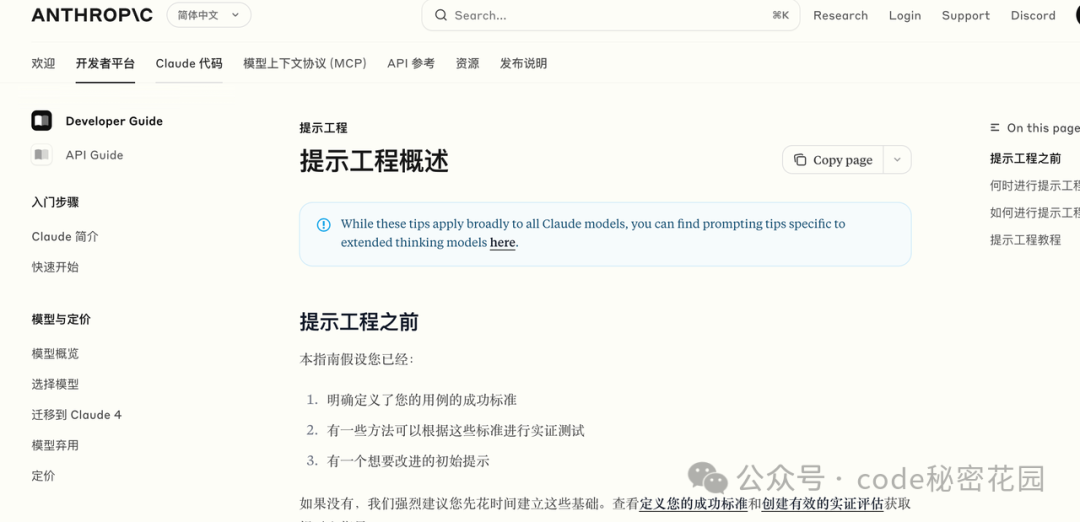 ANTHROP\C
简体中文
Search...
⌘K
Research
Login
Support
Discord
欢迎
开发者平台
Claude 代码
模型上下文协议 (MCP)
API 参考
资源
发布说明
Developer Guide
API Guide
入门步骤
Claude 简介
快速开始
模型与定价
模型概览
选择模型
迁移到 Claude 4
模型弃用
定价
提示工程
提示工程概述
Copy page
While these tips apply broadly to all Claude models, you can find prompting tips specific to
extended thinking models here.
提示工程之前
本指南假设您已经：
1. 明确定义了您的用例的成功标准
2. 有一些方法可以根据这些标准进行实证测试
3. 有一个想要改进的初始提示
如果没有，我们强烈建议您先花时间建立这些基础。查看定义您的成功标准和创建有效的实证评估获取
On this page
提示工程之前
何时进行提示工程
如何进行提示工程
提示工程教程
公众号 · code秘密花园